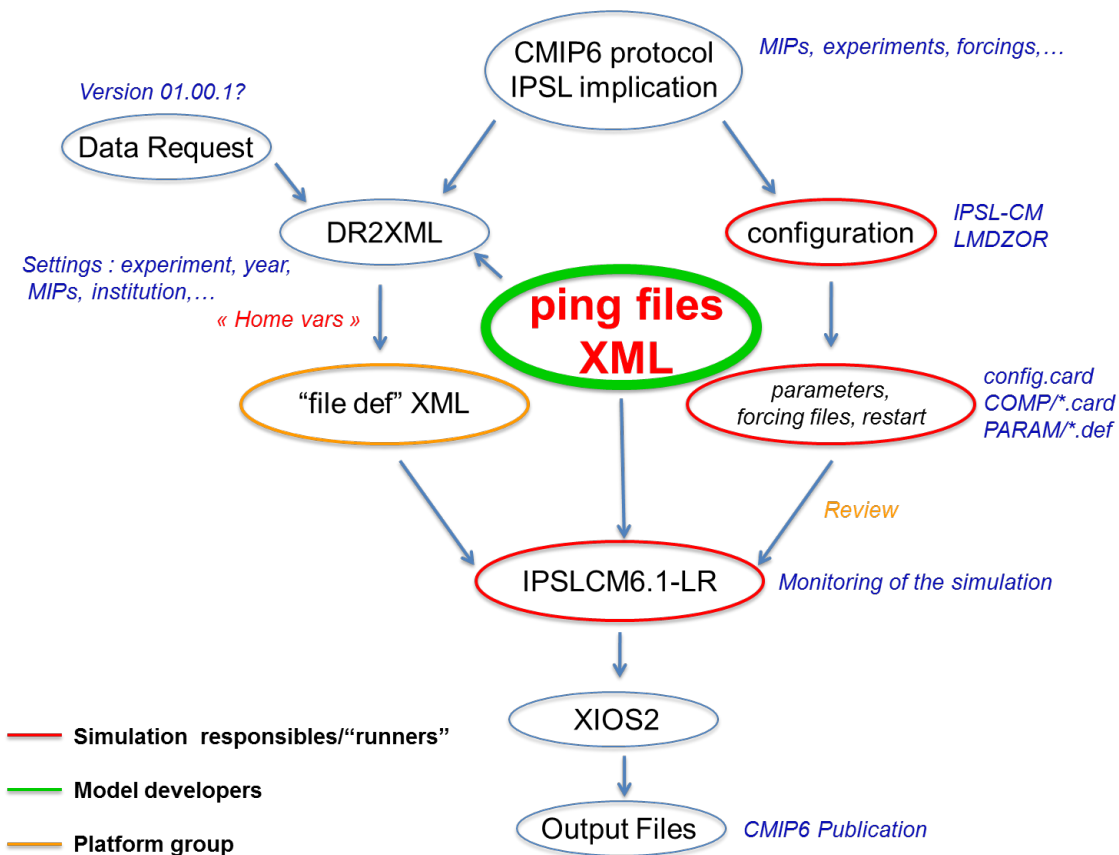 CMIP6 protocol
IPSL implication
MIPs, experiments, forcings,…
Version 01.00.1?
Data Request
DR2XML
configuration
IPSL-CM
LMDZOR
Settings : experiment, year,
MIPs, institution,…
« Home vars »
ping files
XML
“file def” XML
parameters,
forcing files, restart
config.card
COMP/*.card
PARAM/*.def
Review
IPSLCM6.1-LR
Monitoring of the simulation
XIOS2
Simulation responsibles/“runners”
Model developers
Platform group
Output Files
CMIP6 Publication